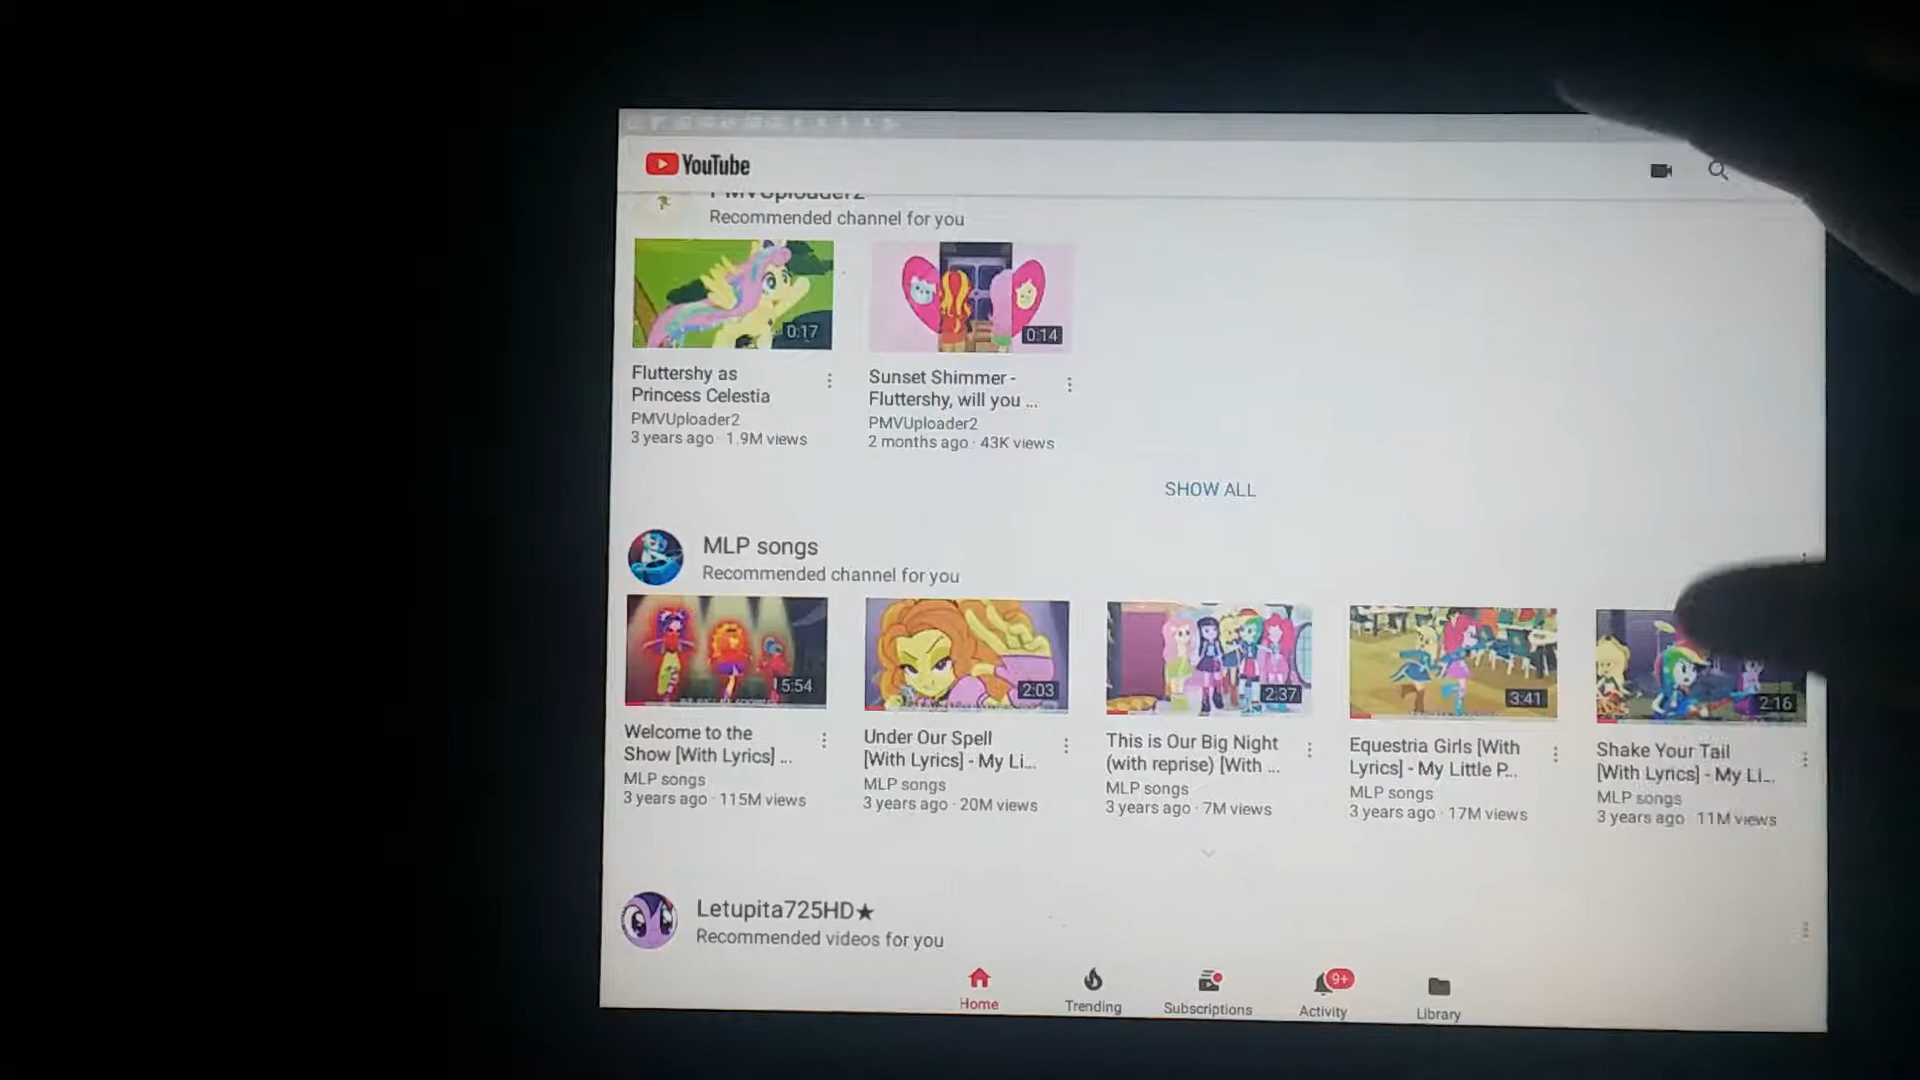 YouTube
PMVUploader2
Recommended channel for you
0:17
0:14
Fluttershy as
Princess Celestia
PMVUploader2
3 years ago · 1.9M views
Sunset Shimmer -
Fluttershy, will you ...
PMVUploader2
2 months ago · 43K views
SHOW ALL
MLP songs
Recommended channel for you
5:54
2:03
2:37
3:41
2:16
Welcome to the
Show [With Lyrics] ...
MLP songs
3 years ago · 115M views
Under Our Spell
[With Lyrics] - My Li...
MLP songs
3 years ago · 20M views
This is Our Big Night
(with reprise) [With ...
MLP songs
3 years ago · 7M views
Equestria Girls [With
Lyrics] - My Little P...
MLP songs
3 years ago · 17M views
Shake Your Tail
[With Lyrics] - My Li...
MLP songs
3 years ago · 11M views
Letupita725HD★
Recommended videos for you
9+
Home
Trending
Subscriptions
Activity
Library